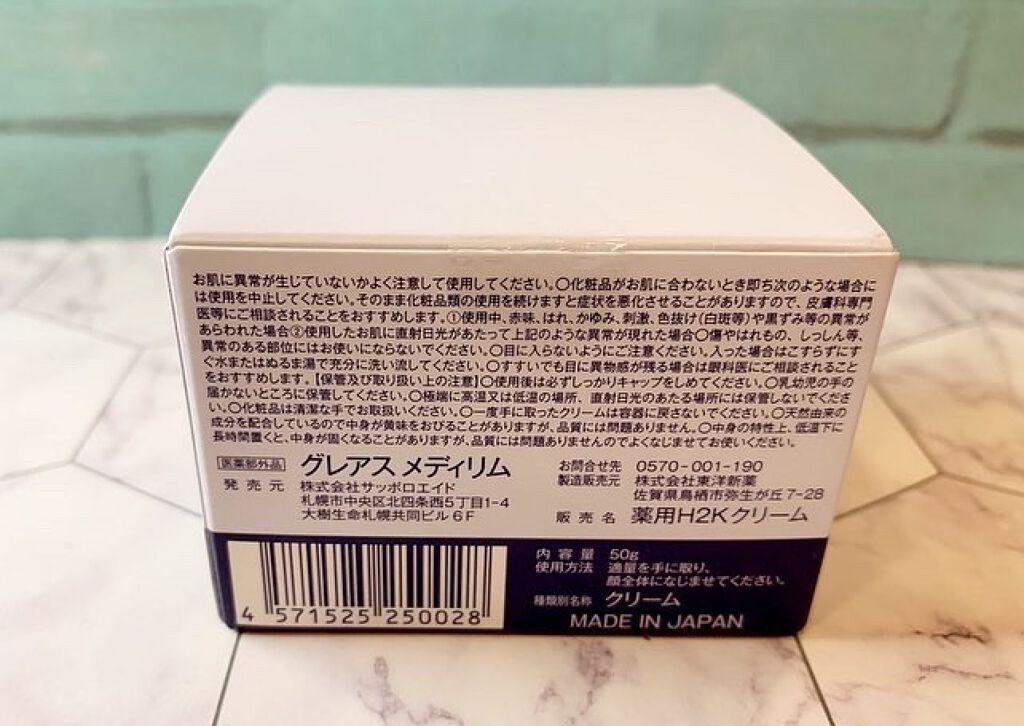 お肌に異常が生じていないかよく注意して使用してください。〇化粧品がお肌に合わないとき即ち次のような場合に
は使用を中止してください。そのまま化粧品類の使用を続けますと症状を悪化させることがありますので、皮膚科専門
医等にご相談されることをおすすめします。①使用中、赤味、はれ、かゆみ、刺激、色抜け(白斑等)や黒ずみ等の異常が
あらわれた場合②使用したお肌に直射日光があたって上記のような異常が現れた場合〇傷やはれもの、しっしん等、
異常のある部位にはお使いにならないでください。〇目に入らないようにご注意ください。入った場合はこすらずにす
ぐ水またはぬるま湯で充分に洗い流してください。〇すすいでも目に異物感が残る場合は眼科医にご相談されること
をおすすめします。【保管及び取り扱い上の注意】〇使用後は必ずしっかりキャップをしめてください。〇乳幼児の手の
届かないところに保管してください。〇極端に高温又は低温の場所、直射日光のあたる場所には保管しないでくださ
い。〇化粧品は清潔な手でお取扱いください。〇一度手に取ったクリームは容器に戻さないでください。〇天然由来の
成分を配合しているので中身が黄味をおびることがありますが、品質には問題ありません。〇中身の特性上、低温下に
長時間置くと、中身が固くなることがありますが、品質には問題ありませんのでよくなじませてお使いください。
医薬部外品 グレアス メディリム
発売元 株式会社サッポロエイド
札幌市中央区北四条西5丁目1-4
大樹生命札幌共同ビル6F
お問合せ先 0570-001-190
製造販売元 株式会社東洋新薬
佐賀県鳥栖市弥生が丘7-28
販売名 薬用H2Kクリーム
内容量 50g
使用方法 適量を手に取り、
顔全体になじませてください。
種類別名称 クリーム
MADE IN JAPAN
4 571525 250028